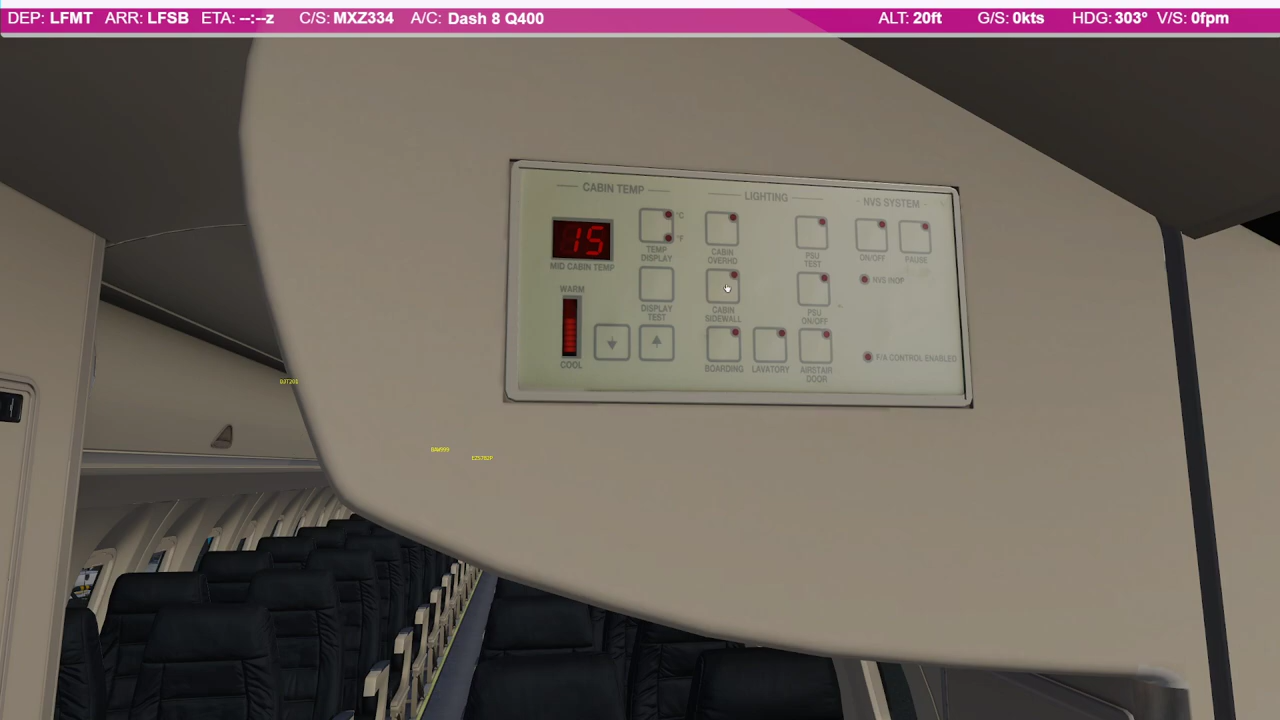 DEP: LFMT ARR: LFSB ETA: --:--z C/S: MXZ334 A/C: Dash 8 Q400 ALT: 20ft G/S: 0kts HDG: 303° V/S: 0fpm
CABIN TEMP
LIGHTING
NVS SYSTEM
15
°C
°F
MID CABIN TEMP
TEMP
DISPLAY
CABIN
OVERHD
PSU
TEST
ON/OFF
PAUSE
NVS INOP
WARM
COOL
DISPLAY
TEST
CABIN
SIDEWALL
PSU
ON/OFF
BOARDING
LAVATORY
AIRSTAIR
DOOR
F/A CONTROL ENABLED